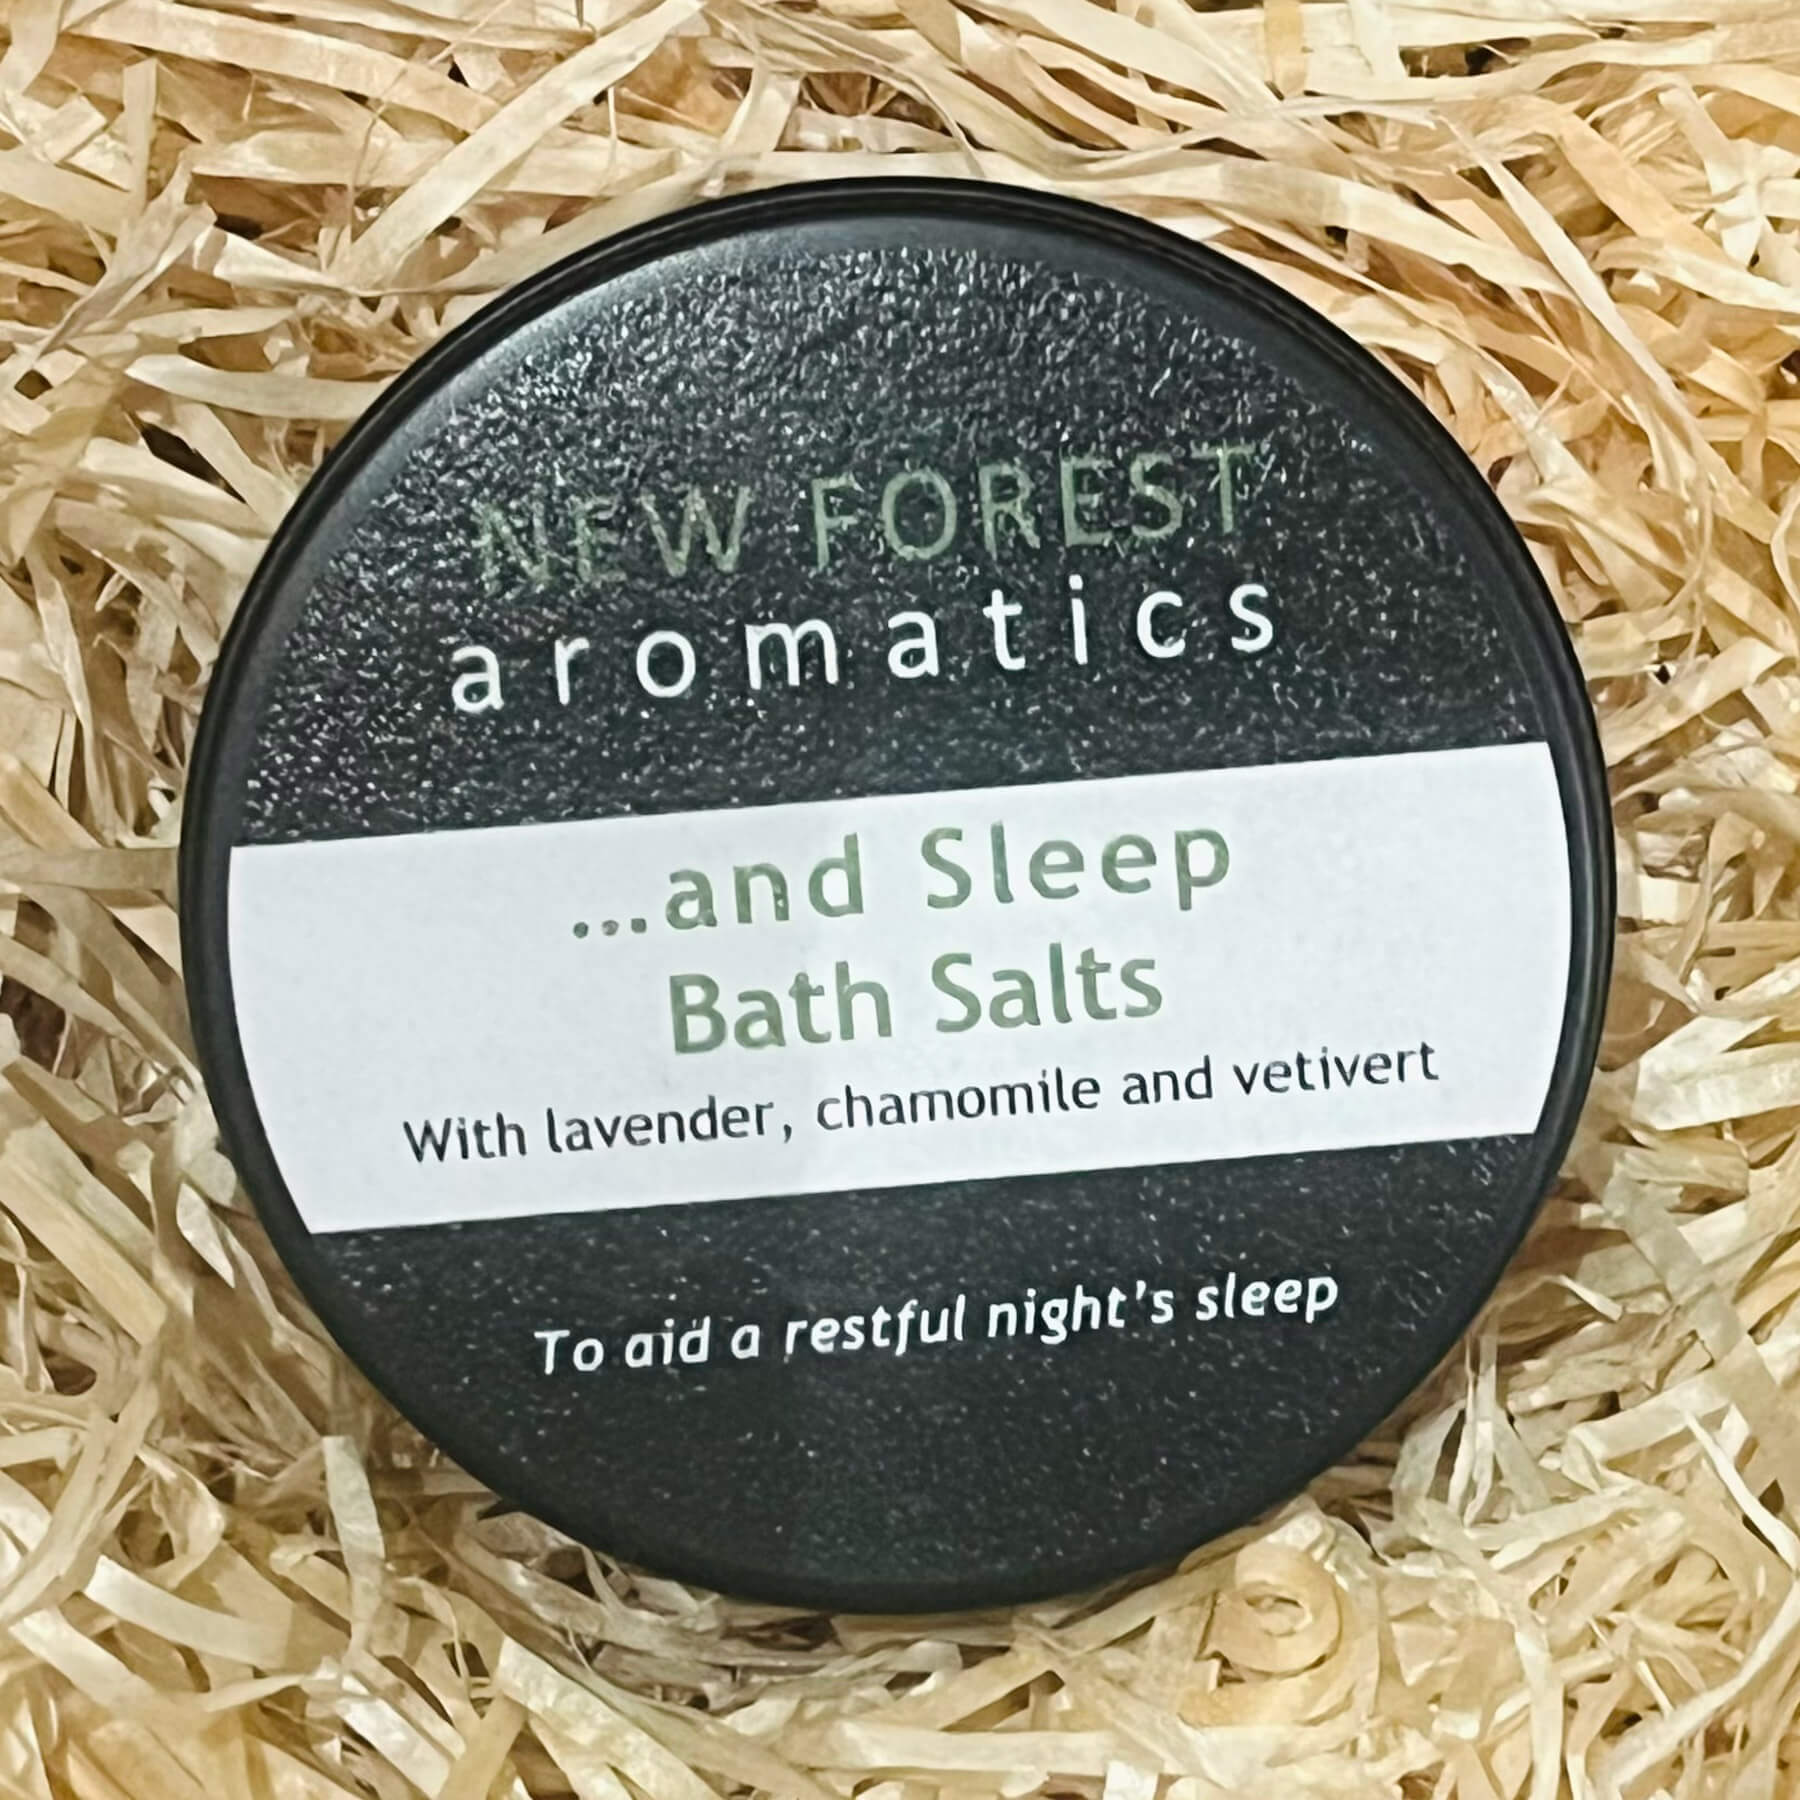 NEW FOREST
aromatics
...and Sleep
Bath Salts
With lavender, chamomile and vetivert
To aid a restful night's sleep